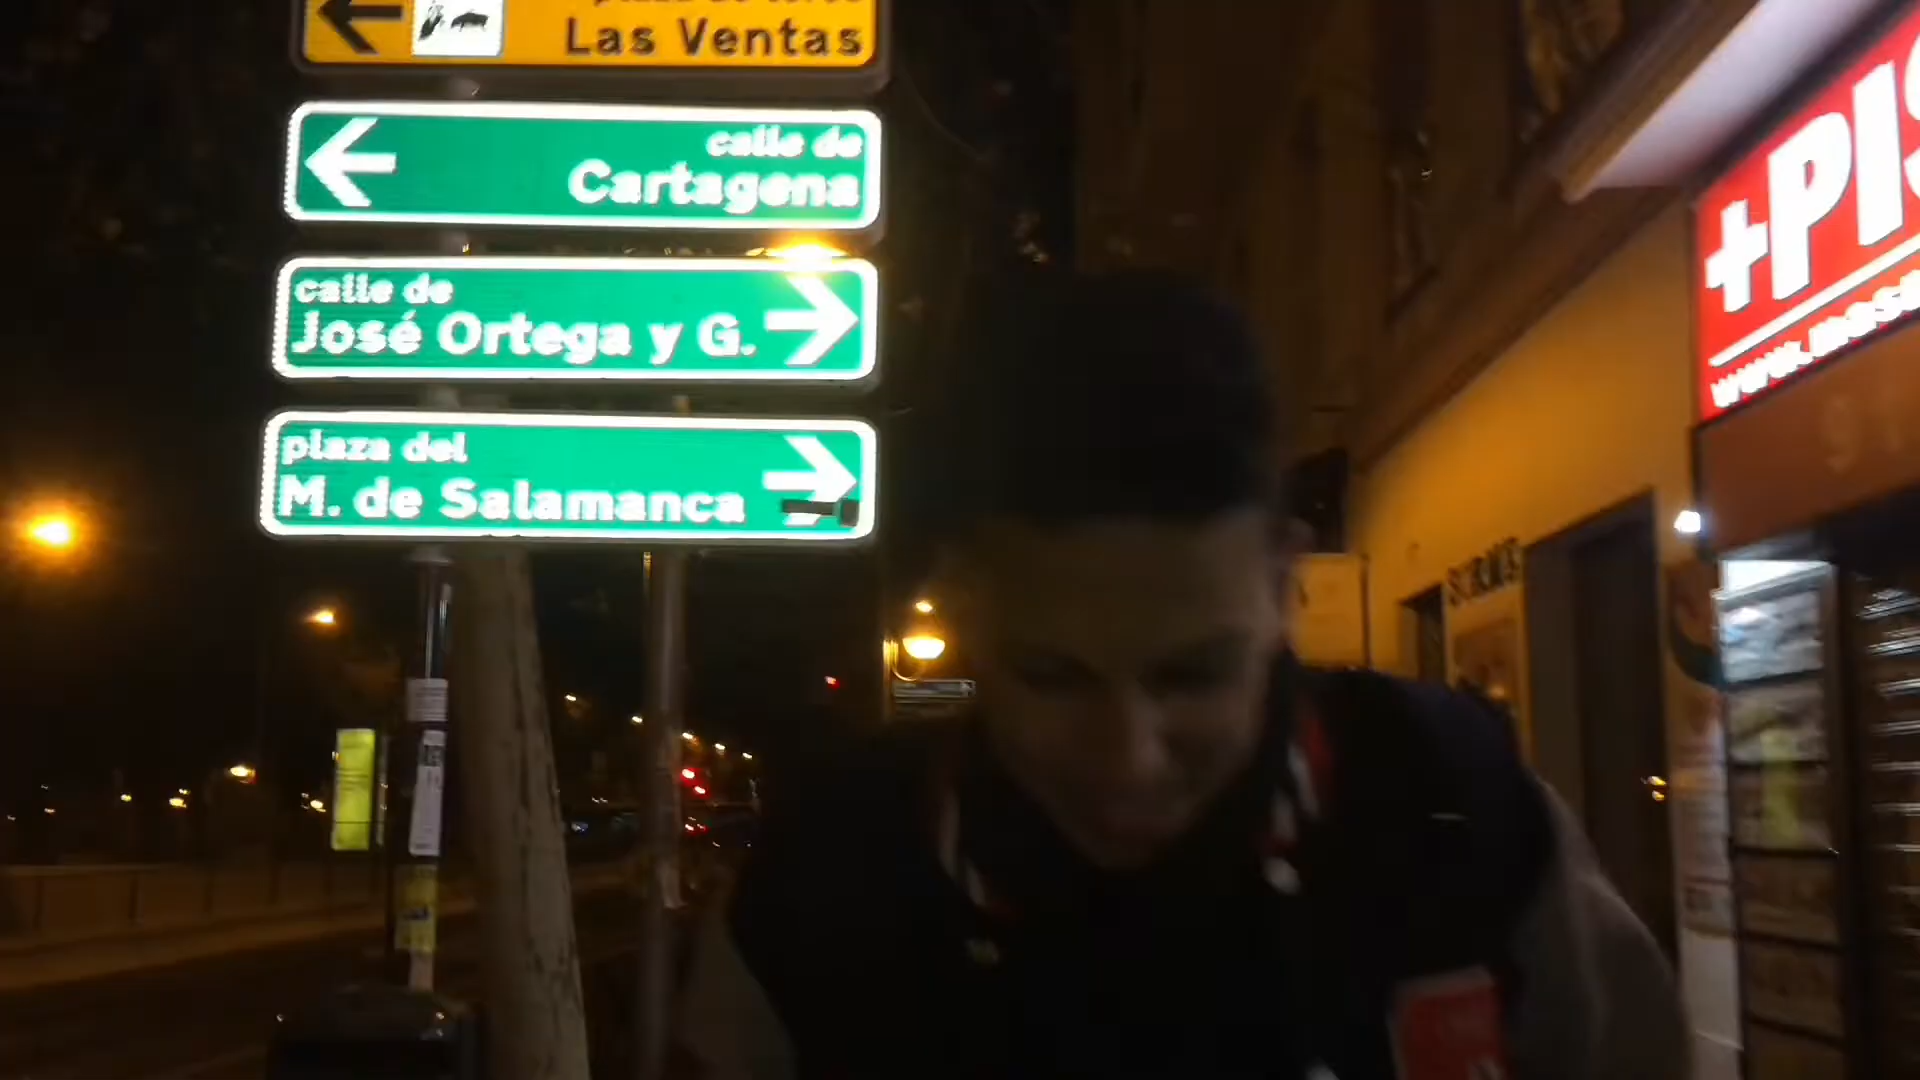 Las Ventas
calle de
Cartagena
calle de
José Ortega y G.
plaza del
M. de Salamanca
+PIS